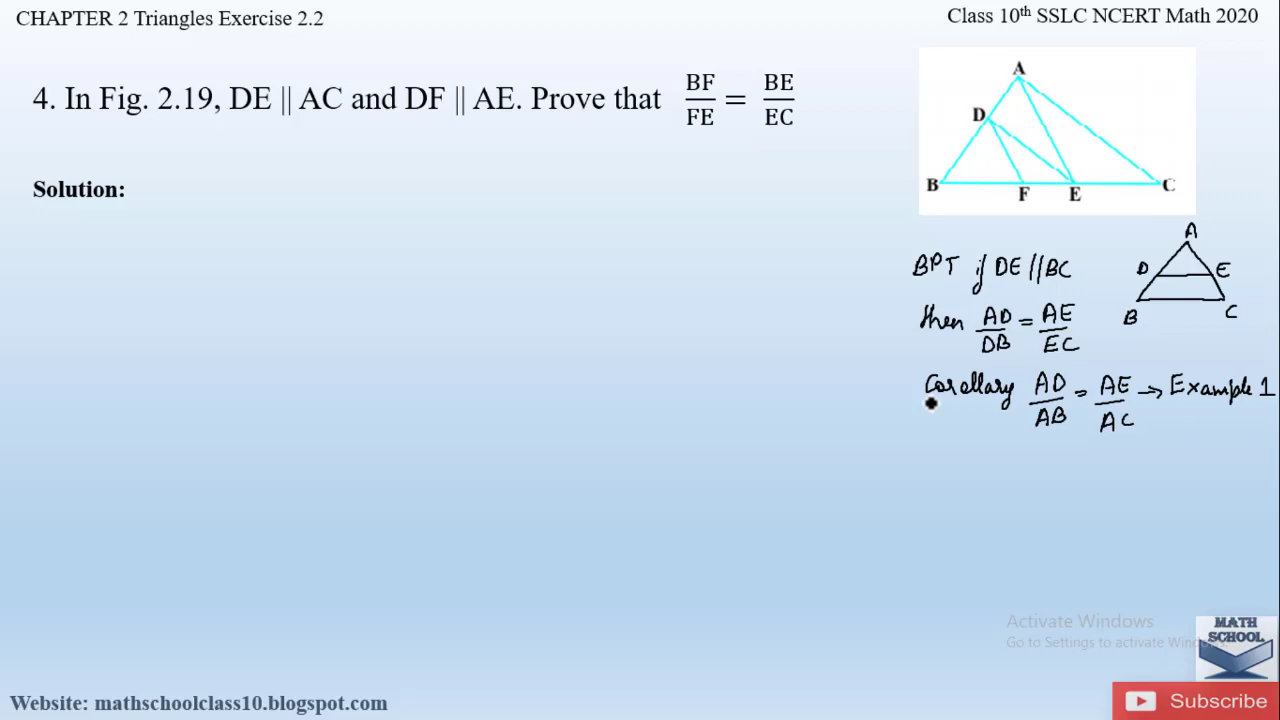 CHAPTER 2 Triangles Exercise 2.2
Class 10th SSLC NCERT Math 2020
4. In Fig. 2.19, DE || AC and DF || AE. Prove that BF/FE = BE/EC
Solution:
A
D
B
F
E
C
BPT if DE // BC
then AD/DB = AE/EC
Corollary AD/AB = AE/AC → Example 1
A
D
E
B
C
Activate Windows
Go to Settings to activate Win
MATH
SCHOOL
Website: mathschoolclass10.blogspot.com
Subscribe